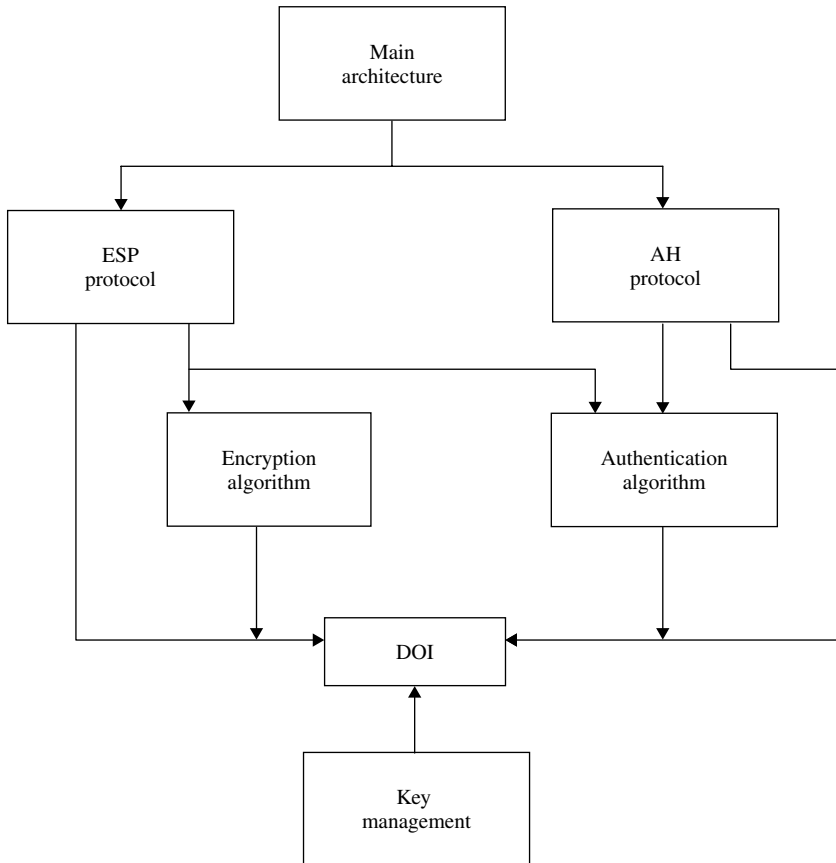 Main
architecture
ESP
protocol
AH
protocol
Encryption
algorithm
Authentication
algorithm
DOI
Key
management